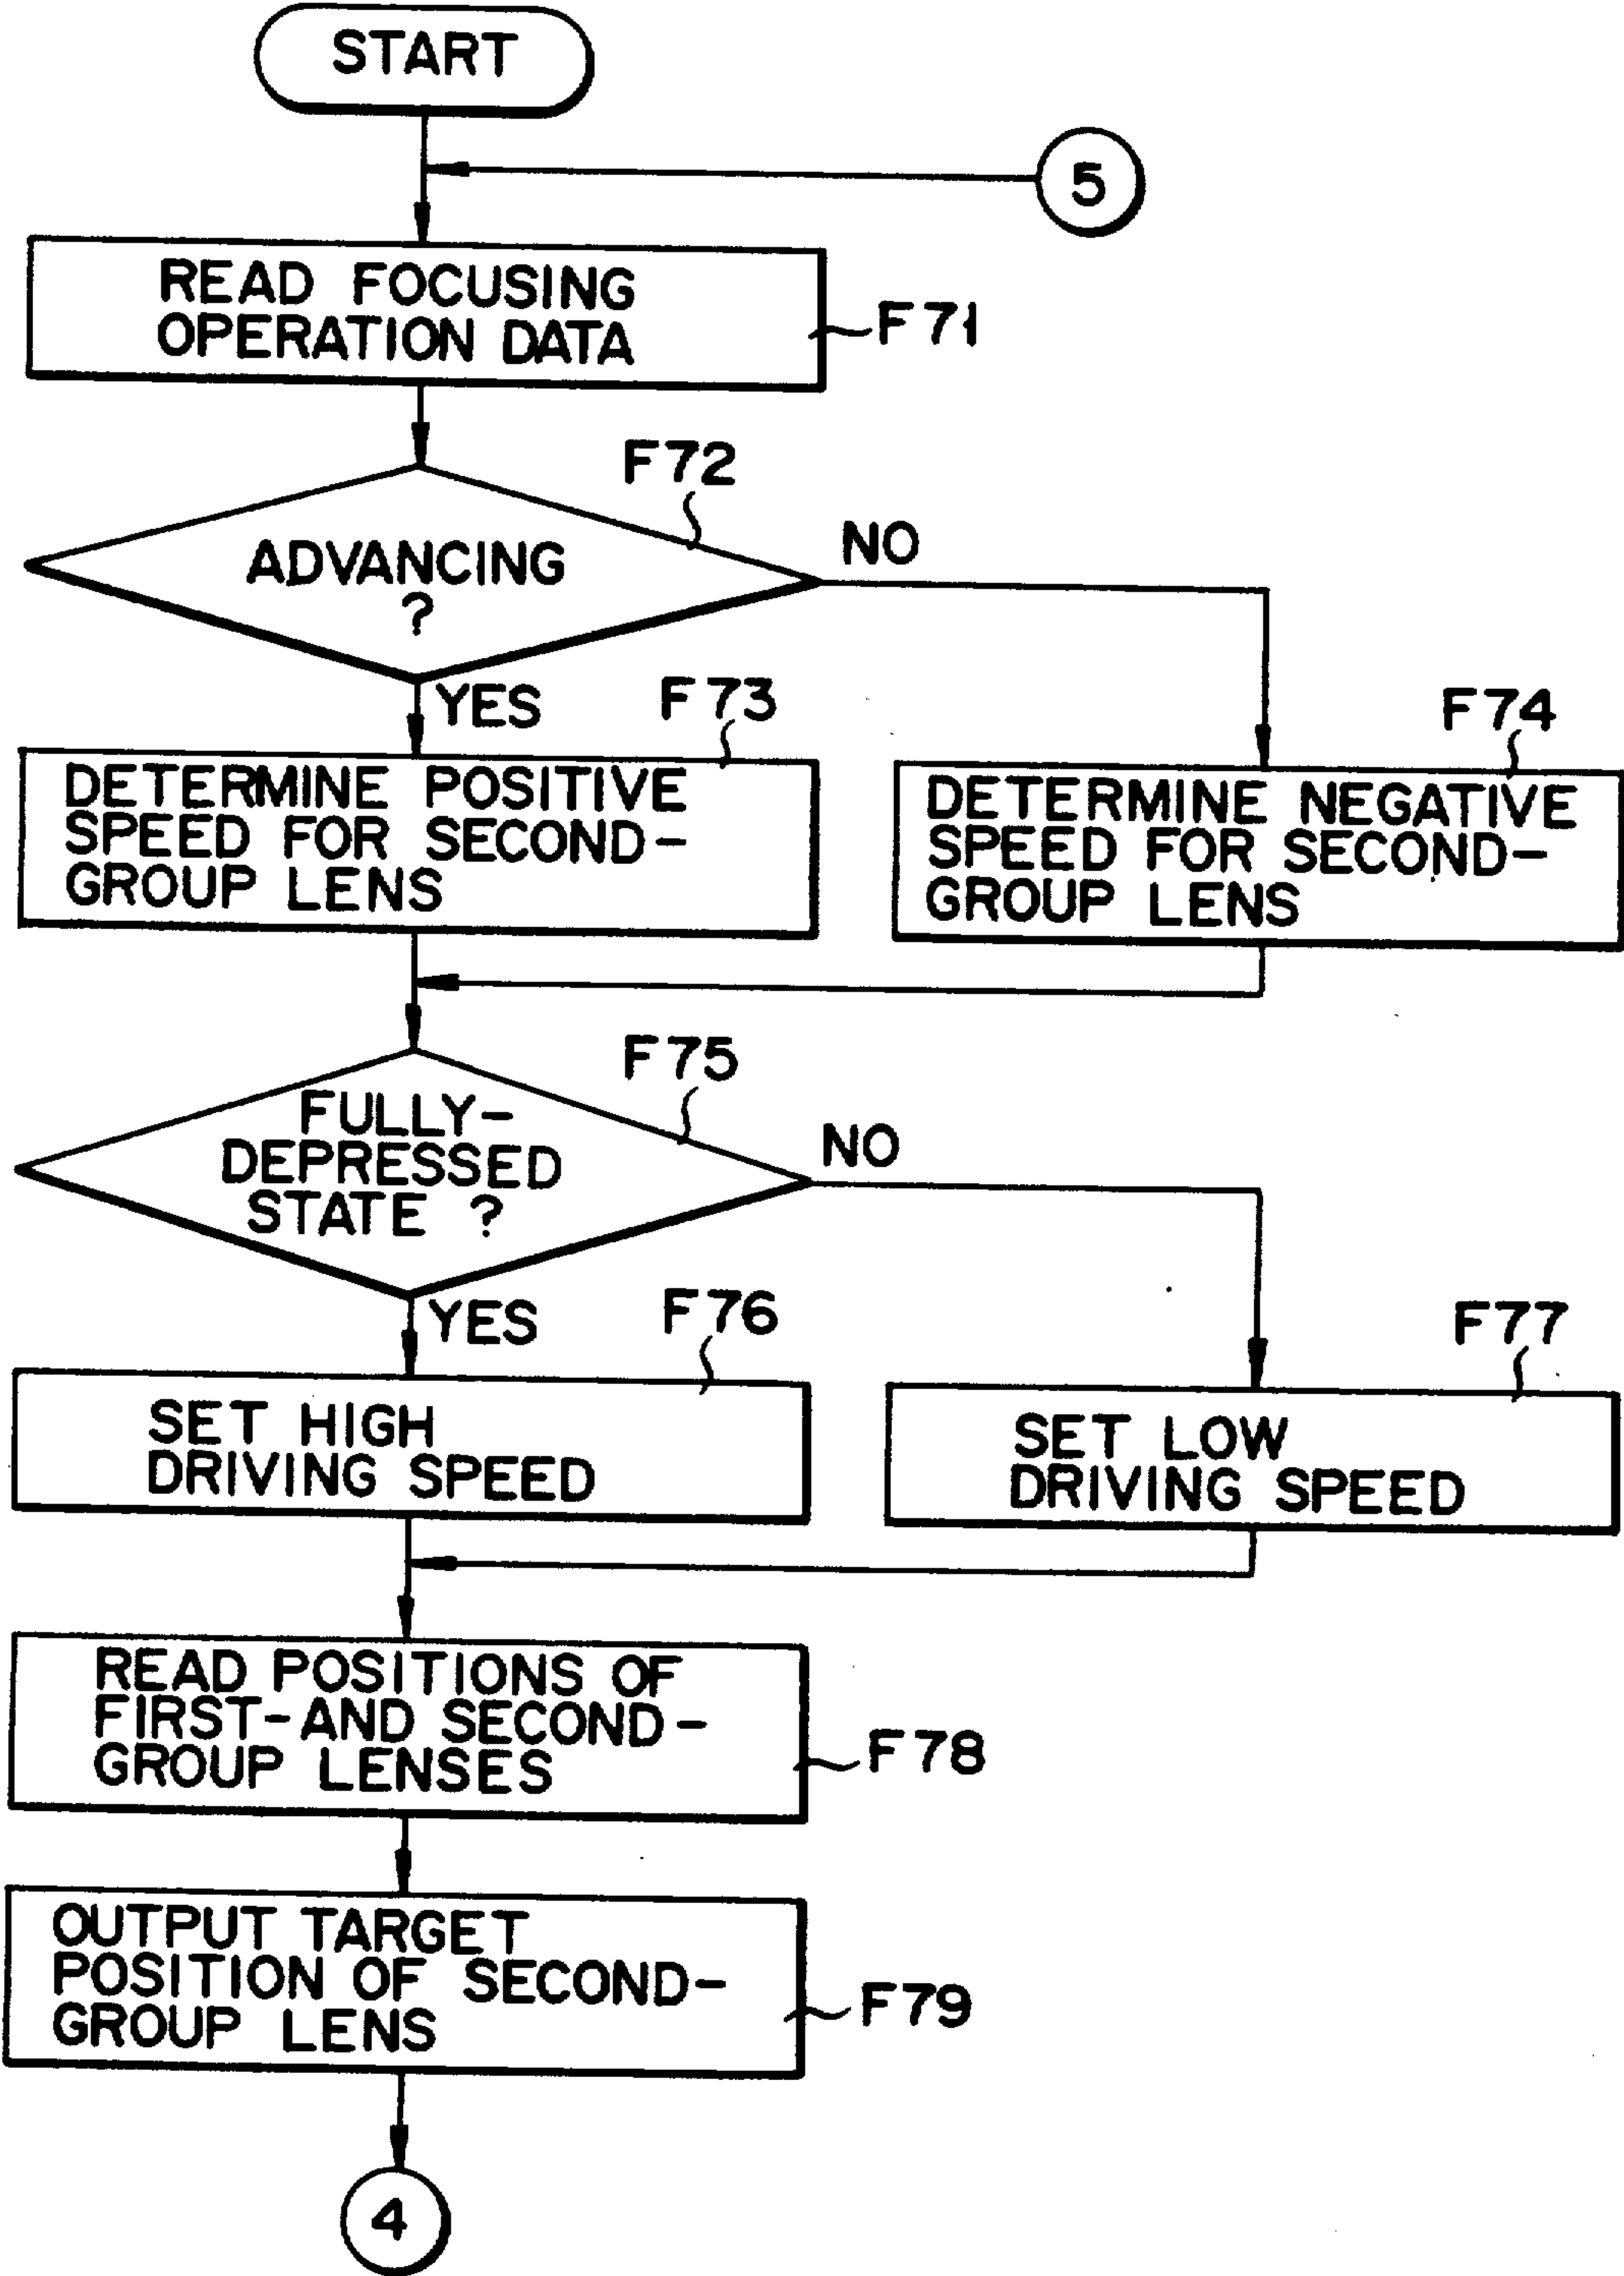 START
5
READ FOCUSING
OPERATION DATA
F71
F72
ADVANCING
?
NO
YES
F73
DETERMINE POSITIVE
SPEED FOR SECOND-
GROUP LENS
F74
DETERMINE NEGATIVE
SPEED FOR SECOND-
GROUP LENS
F75
FULLY-
DEPRESSED
STATE ?
NO
YES
F76
SET HIGH
DRIVING SPEED
F77
SET LOW
DRIVING SPEED
READ POSITIONS OF
FIRST-AND SECOND-
GROUP LENSES
F78
OUTPUT TARGET
POSITION OF SECOND-
GROUP LENS
F79
4